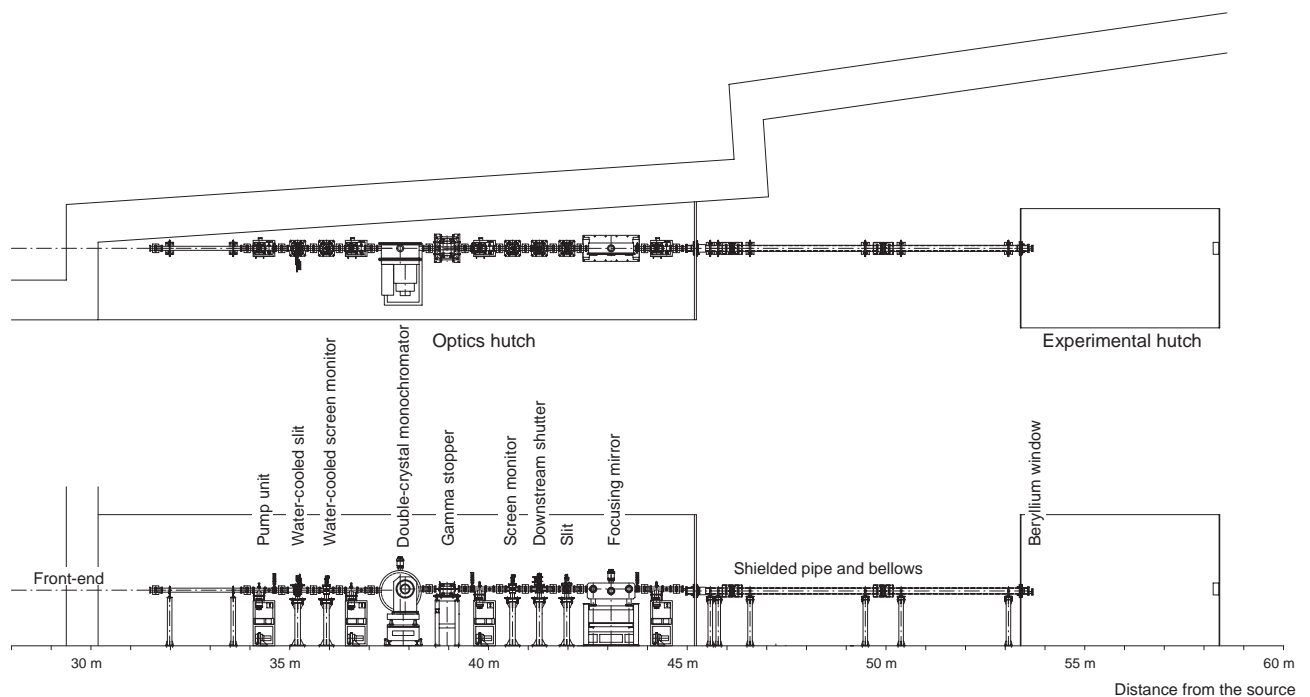 Optics hutch
Experimental hutch
Pump unit
Water-cooled slit
Water-cooled screen monitor
Double-crystal monochromator
Gamma stopper
Screen monitor
Downstream shutter
Slit
Focusing mirror
Beryllium window
Front-end
Shielded pipe and bellows
30 m 35 m 40 m 45 m 50 m 55 m 60 m
Distance from the source